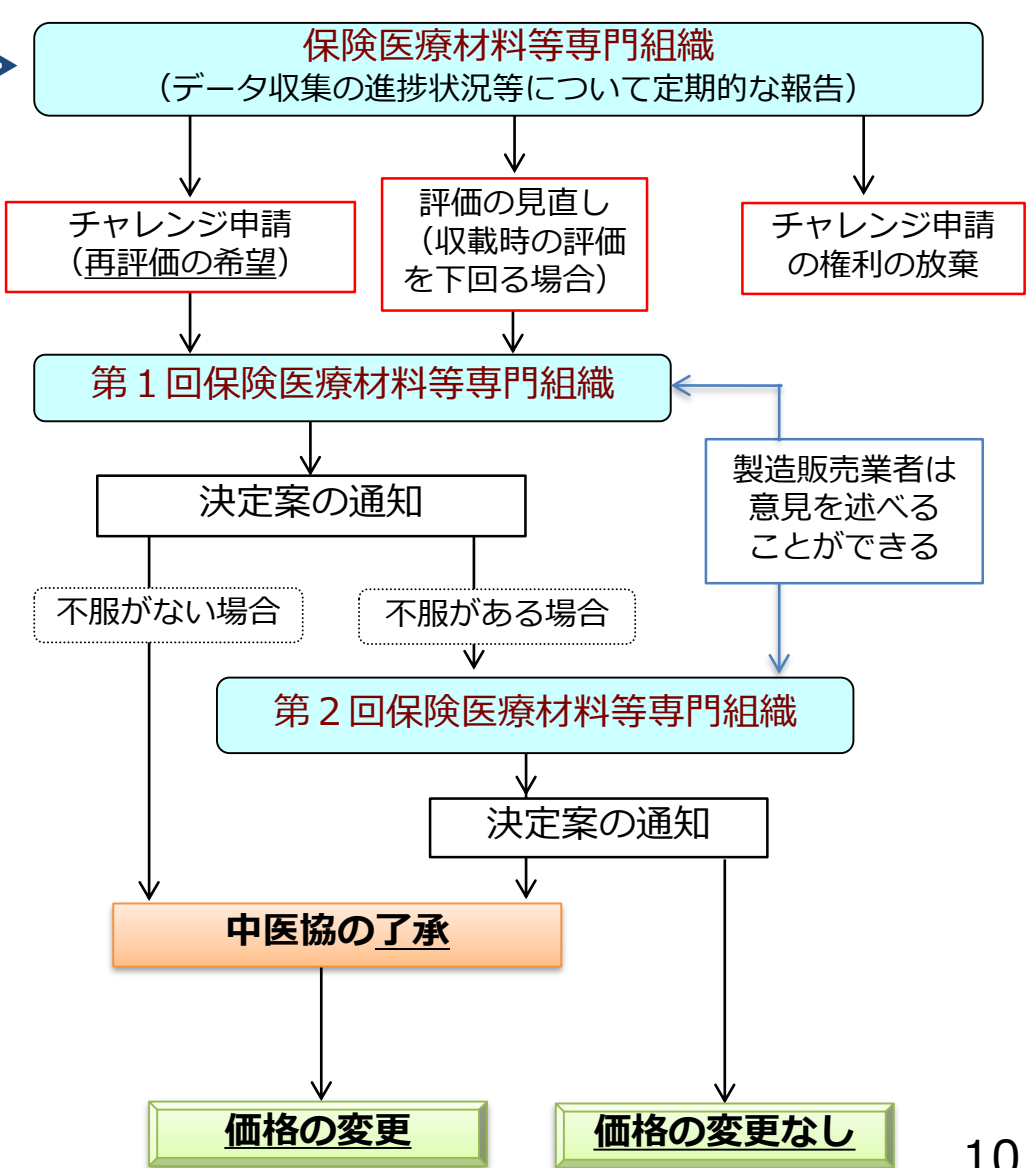 保険医療材料等専門組織
（データ収集の進捗状況等について定期的な報告）
チャレンジ申請
（再評価の希望）
評価の見直し
（収載時の評価
を下回る場合）
チャレンジ申請
の権利の放棄
第１回保険医療材料等専門組織
決定案の通知
製造販売業者は
意見を述べる
ことができる
不服がない場合
不服がある場合
第２回保険医療材料等専門組織
決定案の通知
中医協の了承
価格の変更
価格の変更なし
10